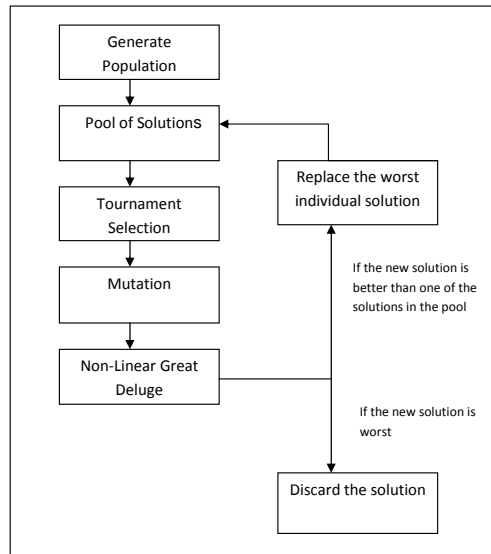 Generate
Population
Pool of Solutions
Tournament
Selection
Mutation
Non-Linear Great
Deluge
Replace the worst
individual solution
If the new solution is
better than one of the
solutions in the pool
If the new solution is
worst
Discard the solution